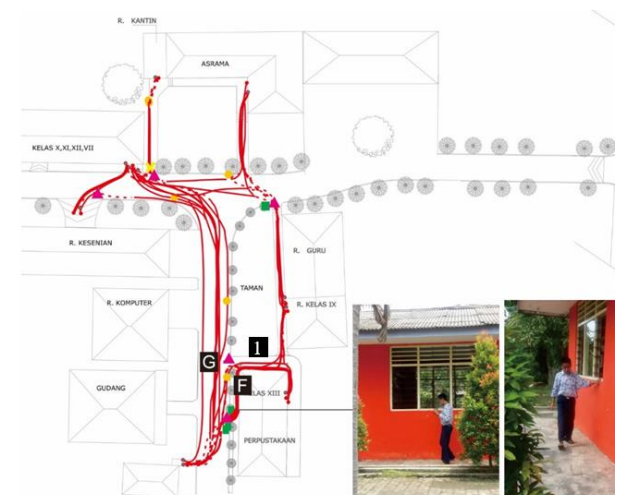 R. KANTIN
ASRAMA
KELAS X,XI,XII,VII
R. KESENIAN
R. GURU
R. KOMPUTER
TAMAN
R. KELAS IX
1
G
F
GUDANG
KELAS XIII
PERPUSTAKAAN